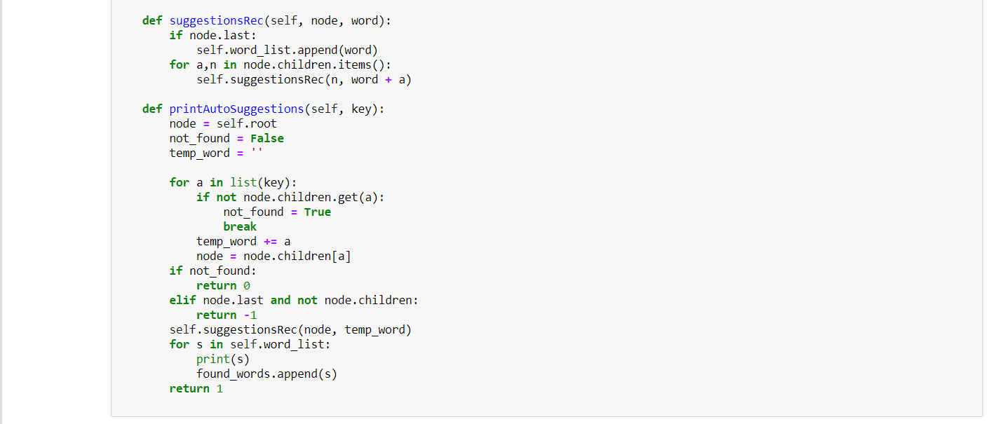 def suggestionsRec(self, node, word):
    if node.last:
        self.word_list.append(word)
    for a,n in node.children.items():
        self.suggestionsRec(n, word + a)

def printAutoSuggestions(self, key):
    node = self.root
    not_found = False
    temp_word = ''

    for a in list(key):
        if not node.children.get(a):
            not_found = True
            break
        temp_word += a
        node = node.children[a]
    if not_found:
        return 0
    elif node.last and not node.children:
        return -1
    self.suggestionsRec(node, temp_word)
    for s in self.word_list:
        print(s)
        found_words.append(s)
    return 1